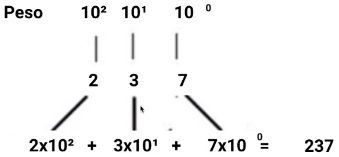 Peso 10² 10¹ 10⁰
2 3 7
2x10² + 3x10¹ + 7x10⁰= 237